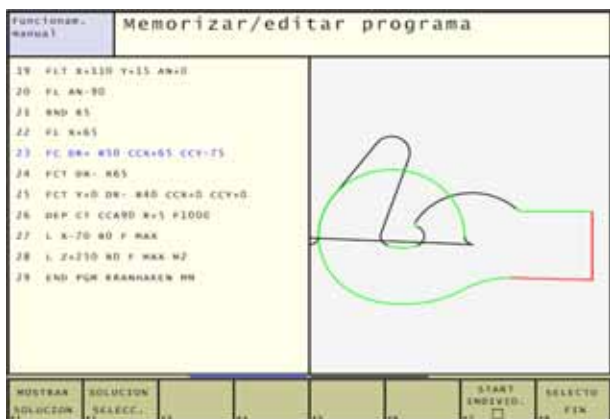 Funcionam.
manual
Memorizar/editar programa
19 FLT X+110 Y+15 AN+0
20 FL AN-90
21 RND R5
22 FL X+65
23 FC DR+ R50 CCX+65 CCY-75
24 FCT DR- R65
25 FCT Y+0 DR- R40 CCX+0 CCY+0
26 DEP CT CCA90 R+5 F1000
27 L X-70 R0 F MAX
28 L Z+250 R0 F MAX M2
29 END PGM KRANHAKEN MM
MOSTRAR
SOLUCION
SOLUCION
SELECC.
START
INDIVID.
SELECTO
FIN